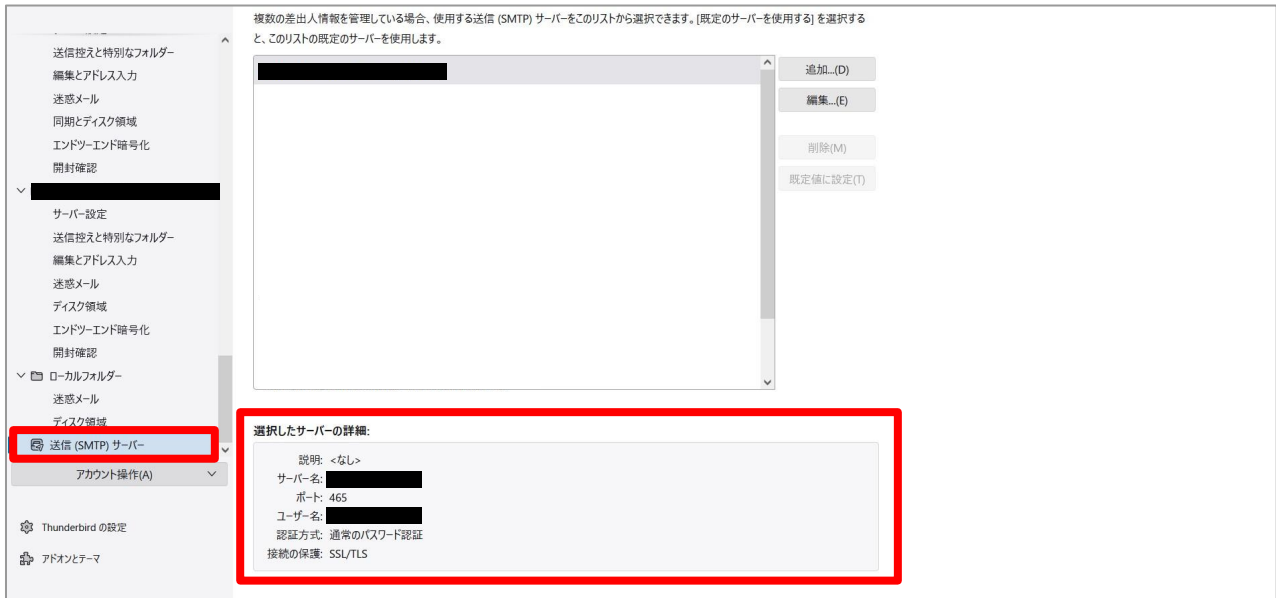 複数の差出人情報を管理している場合、使用する送信 (SMTP) サーバーをこのリストから選択できます。[既定のサーバーを使用する] を選択する
と、このリストの既定のサーバーを使用します。
送信控えと特別なフォルダー
編集とアドレス入力
迷惑メール
同期とディスク領域
エンドツーエンド暗号化
開封確認
サーバー設定
送信控えと特別なフォルダー
編集とアドレス入力
迷惑メール
ディスク領域
エンドツーエンド暗号化
開封確認
ローカルフォルダー
迷惑メール
ディスク領域
送信 (SMTP) サーバー
アカウント操作(A)
Thunderbird の設定
アドオンとテーマ
追加...(D)
編集...(E)
削除(M)
既定値に設定(T)
選択したサーバーの詳細:
説明: <なし>
サーバー名:
ポート: 465
ユーザー名:
認証方式: 通常のパスワード認証
接続の保護: SSL/TLS